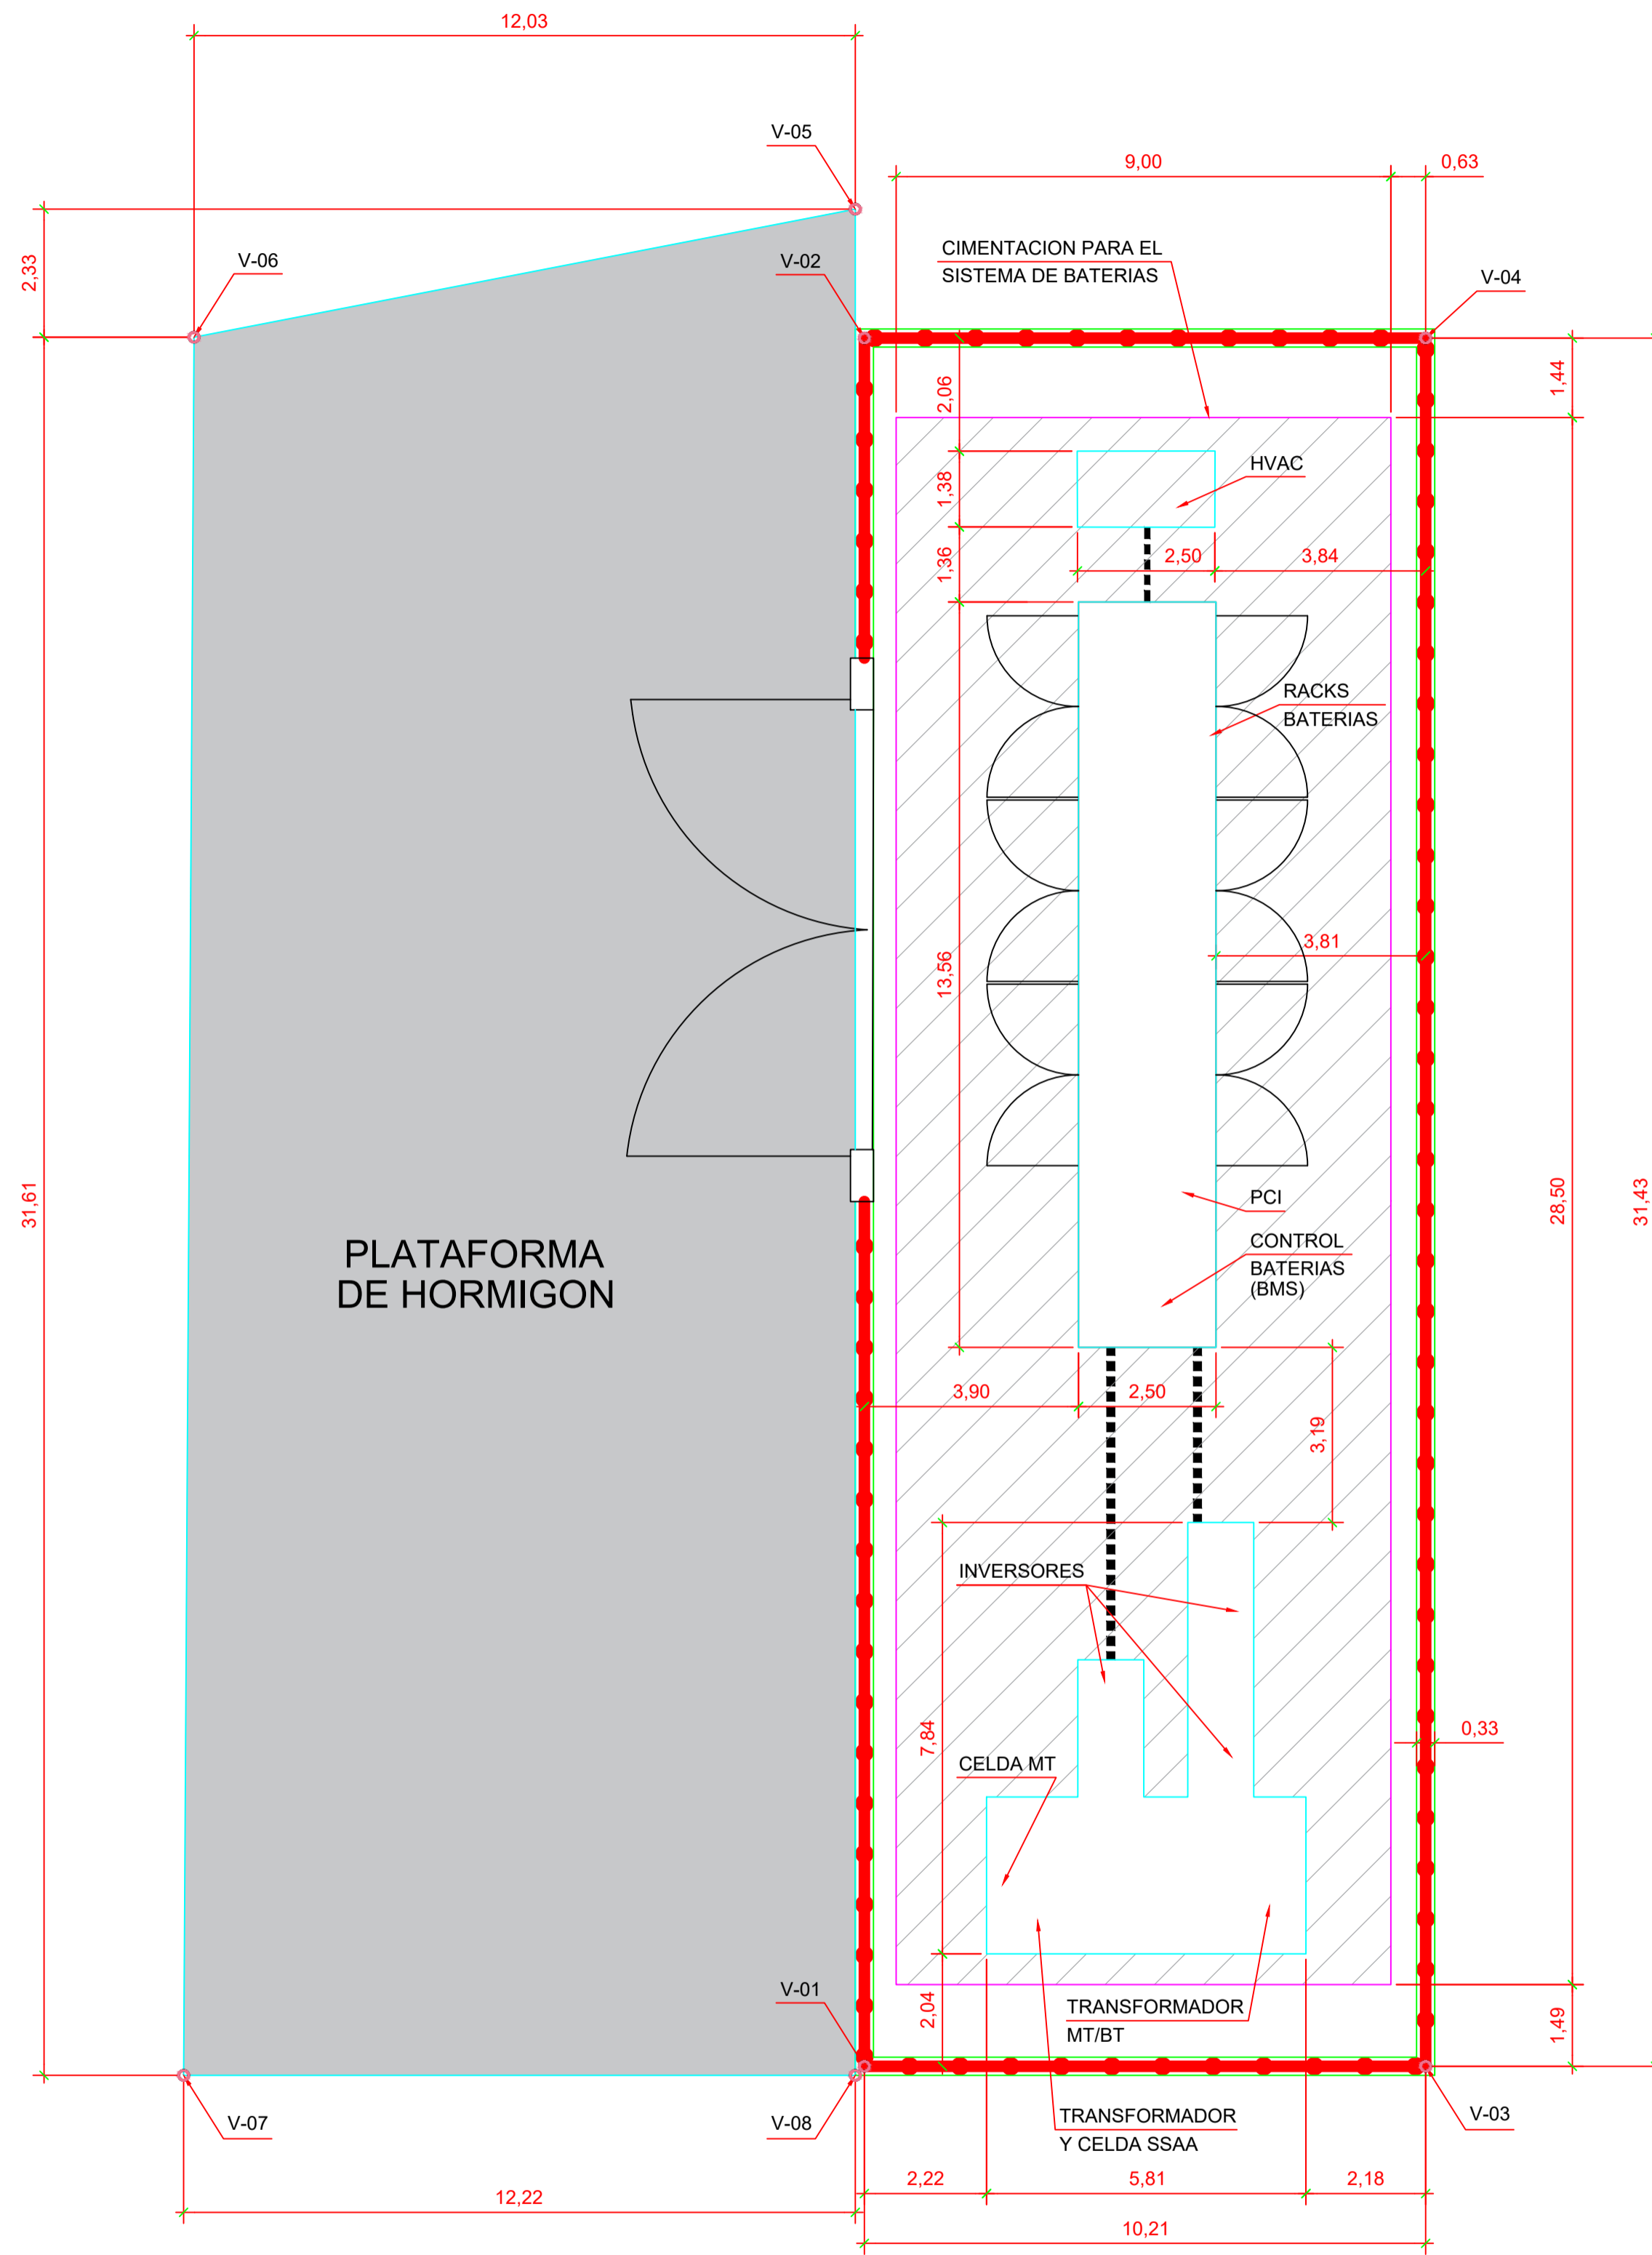 12,03
V-05
9,00
0,63
CIMENTACION PARA EL
SISTEMA DE BATERIAS
V-02
V-06
V-04
2,33
1,44
2,06
HVAC
1,38
1,36
2,50
3,84
RACKS
BATERIAS
3,81
13,56
31,61
28,50
31,43
PCI
PLATAFORMA
DE HORMIGON
CONTROL
BATERIAS
(BMS)
3,90
2,50
3,19
INVERSORES
7,84
0,33
CELDA MT
V-01
2,04
TRANSFORMADOR
MT/BT
1,49
V-07
V-08
TRANSFORMADOR
Y CELDA SSAA
V-03
2,22
5,81
2,18
12,22
10,21